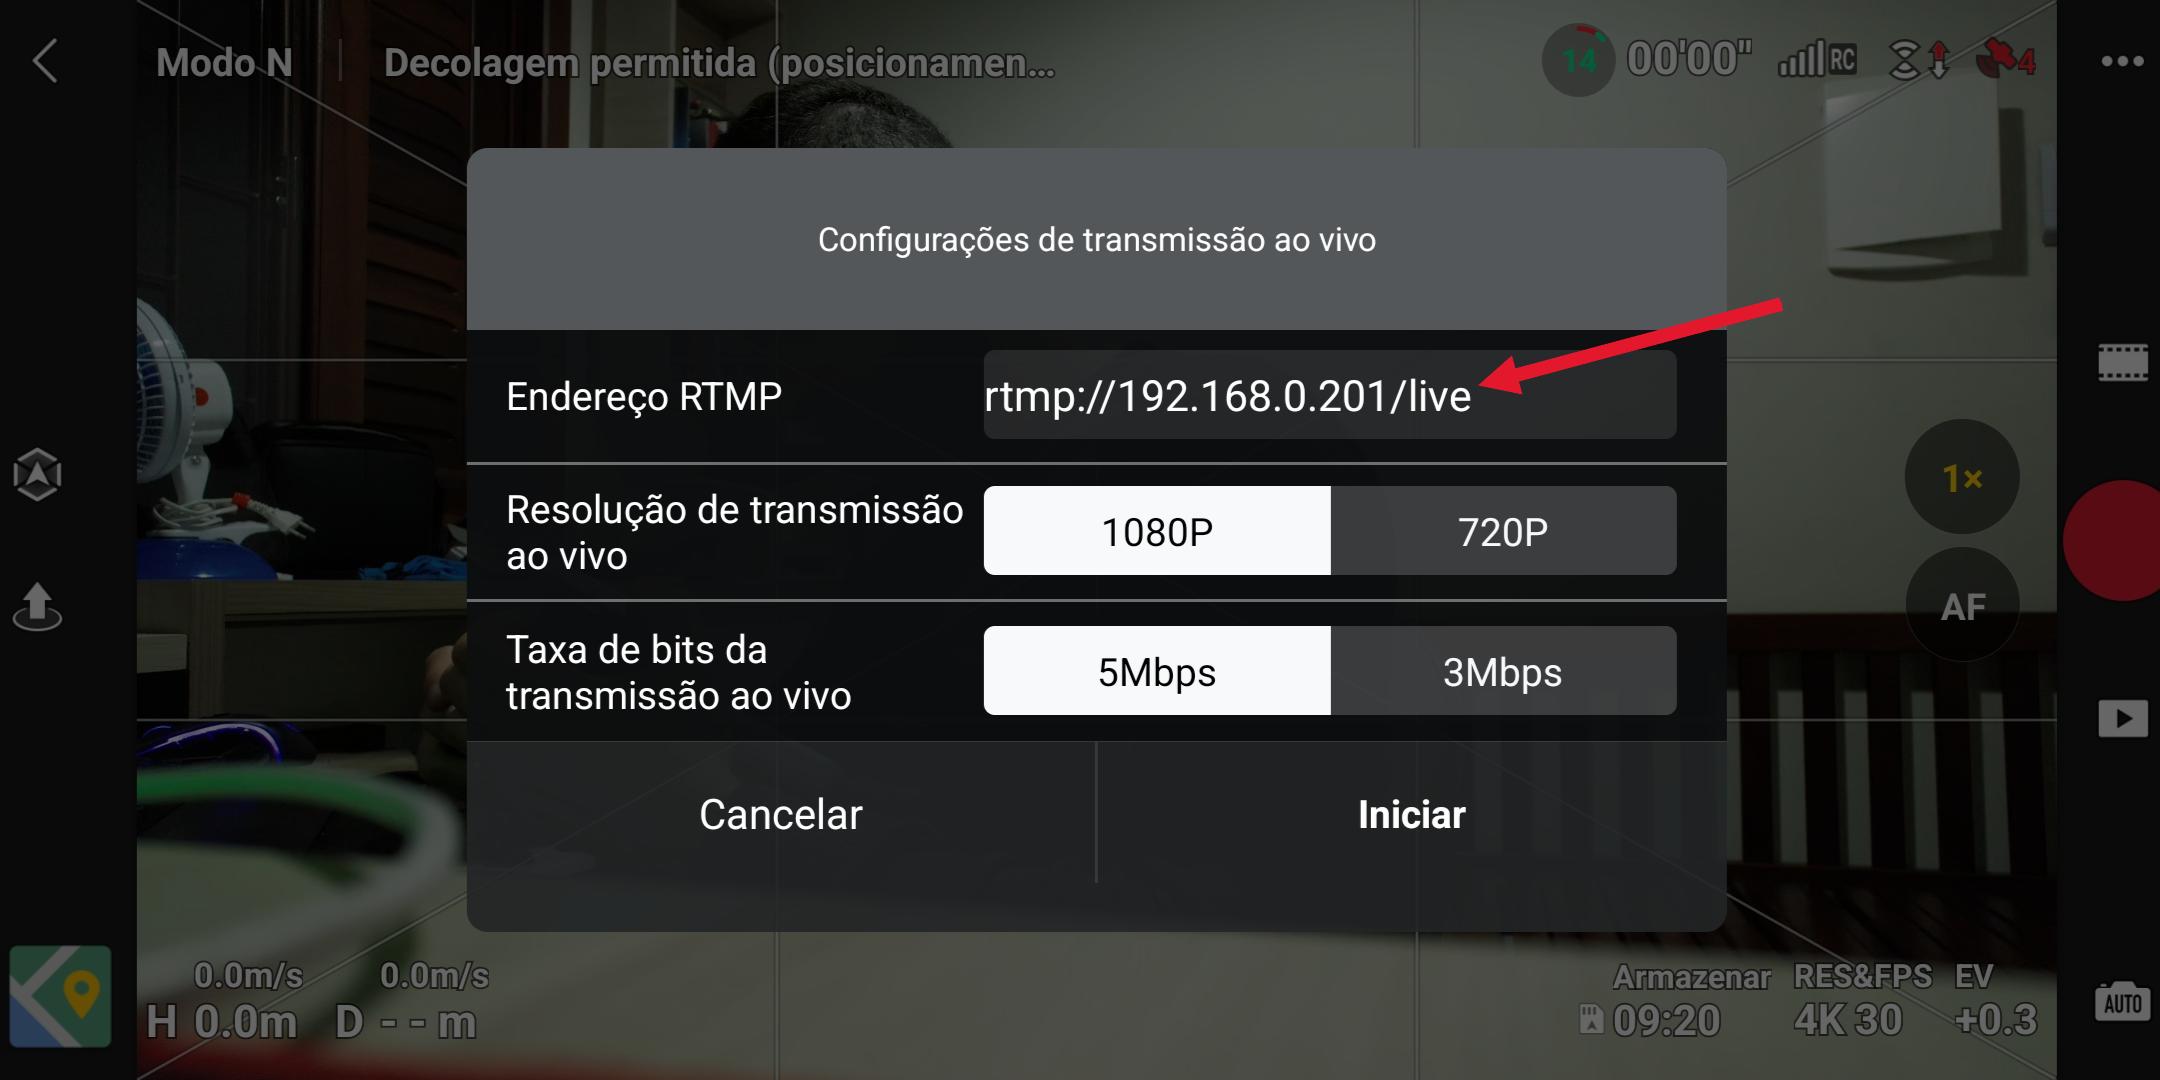 Modo N
Decolagem permitida (posicionamen...
14
00'00"
RC
4
Configurações de transmissão ao vivo
Endereço RTMP
rtmp://192.168.0.201/live
Resolução de transmissão
ao vivo
1080P
720P
Taxa de bits da
transmissão ao vivo
5Mbps
3Mbps
Cancelar
Iniciar
1×
AF
0.0m/s
0.0m/s
H 0.0m
D - - m
Armazenar
09:20
RES&FPS
4K 30
EV
+0.3
AUTO